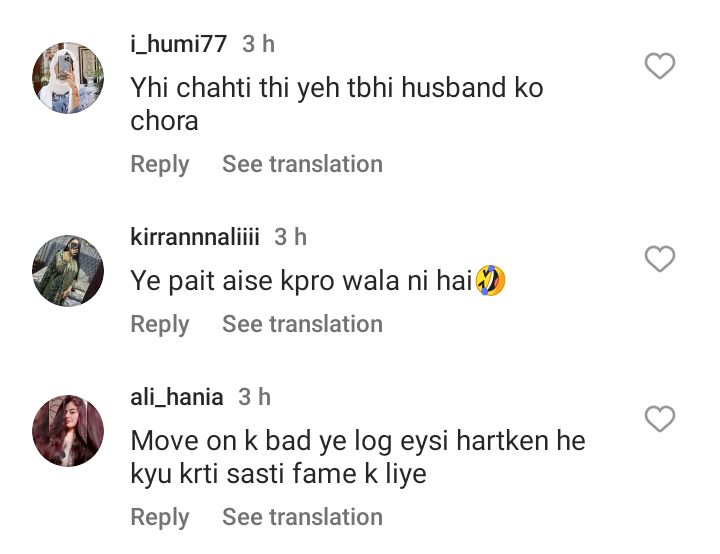 i_humi77 3 h
Yhi chahti thi yeh tbhi husband ko
chora
Reply See translation
kirrannnaliiii 3 h
Ye pait aise kpro wala ni hai🤣
Reply See translation
ali_hania 3 h
Move on k bad ye log eysi hartken he
kyu krti sasti fame k liye
Reply See translation